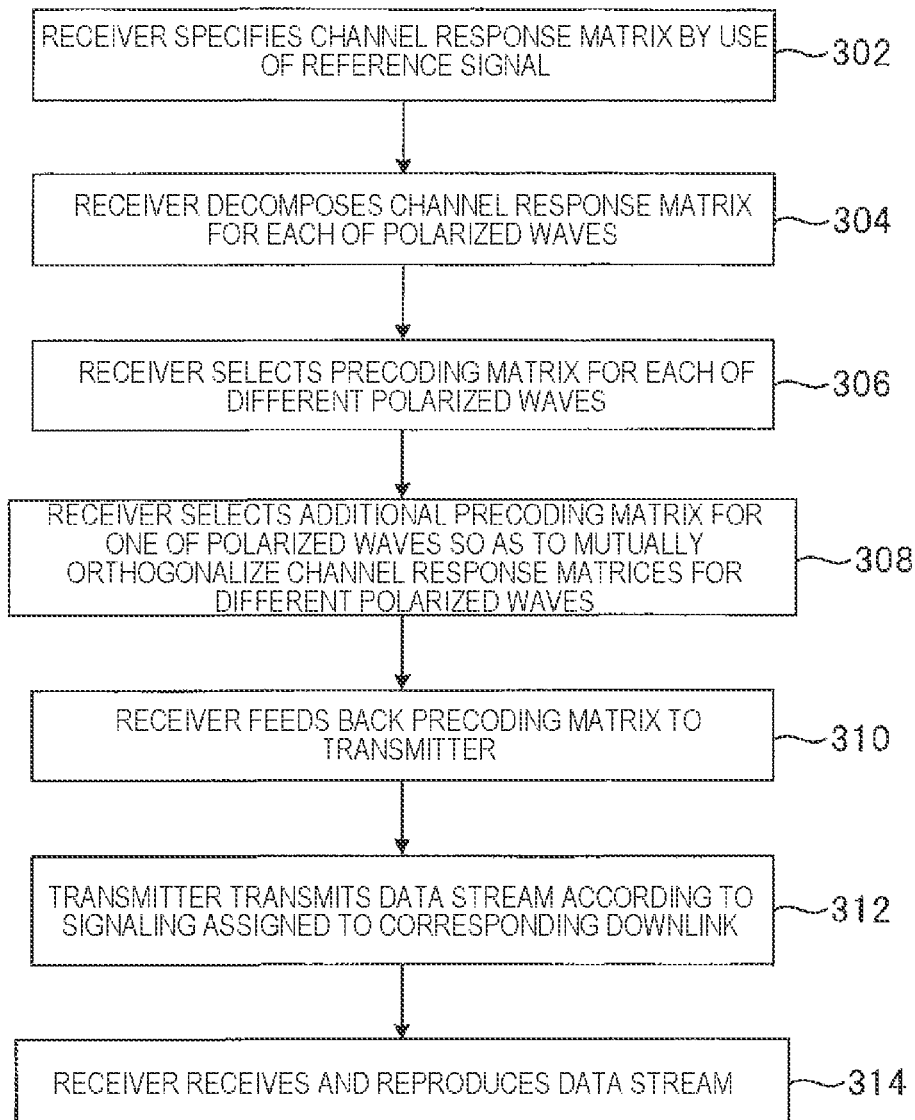 RECEIVER SPECIFIES CHANNEL RESPONSE MATRIX BY USE
OF REFERENCE SIGNAL
302
RECEIVER DECOMPOSES CHANNEL RESPONSE MATRIX
FOR EACH OF POLARIZED WAVES
304
RECEIVER SELECTS PRECODING MATRIX FOR EACH OF
DIFFERENT POLARIZED WAVES
306
RECEIVER SELECTS ADDITIONAL PRECODING MATRIX FOR
ONE OF POLARIZED WAVES SO AS TO MUTUALLY
ORTHOGONALIZE CHANNEL RESPONSE MATRICES FOR
DIFFERENT POLARIZED WAVES
308
RECEIVER FEEDS BACK PRECODING MATRIX TO
TRANSMITTER
310
TRANSMITTER TRANSMITS DATA STREAM ACCORDING TO
SIGNALING ASSIGNED TO CORRESPONDING DOWNLINK
312
RECEIVER RECEIVES AND REPRODUCES DATA STREAM
314